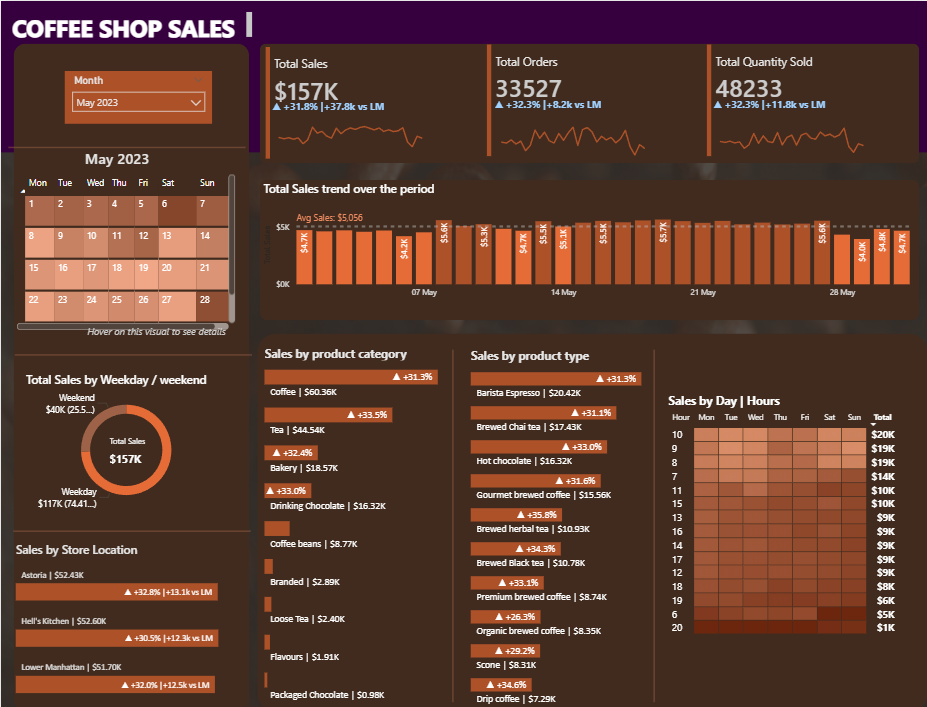 COFFEE SHOP SALES
Month
May 2023
May 2023
Mon Tue Wed Thu Fri Sat Sun
1 2 3 4 5 6 7
8 9 10 11 12 13 14
15 16 17 18 19 20 21
22 23 24 25 26 27 28
Hover on this visual to see details
Total Sales by Weekday / weekend
Weekend
$40K (25.5...)
Total Sales
$157K
Weekday
$117K (74.41...)
Sales by Store Location
Astoria | $52.43K
▲ +32.8% |+13.1k vs LM
Hell's Kitchen | $52.60K
▲ +30.5% |+12.3k vs LM
Lower Manhattan | $51.70K
▲ +32.0% |+12.5k vs LM
Total Sales
$157K
▲ +31.8% |+37.8k vs LM
Total Orders
33527
▲ +32.3% |+8.2k vs LM
Total Quantity Sold
48233
▲ +32.3% |+11.8k vs LM
Total Sales trend over the period
Avg Sales: $5,056
$5K
$0K
$4.7K $4.2K $5.6K $5.3K $4.7K $5.5K $5.1K $5.5K $5.7K $5.6K $4.0K $4.8K $4.7K
07 May 14 May 21 May 28 May
Sales by product category
▲ +31.3%
Coffee | $60.36K
▲ +33.5%
Tea | $44.54K
▲ +32.4%
Bakery | $18.57K
▲ +33.0%
Drinking Chocolate | $16.32K
Coffee beans | $8.77K
Branded | $2.89K
Loose Tea | $2.40K
Flavours | $1.91K
Packaged Chocolate | $0.98K
Sales by product type
▲ +31.3%
Barista Espresso | $20.42K
▲ +31.1%
Brewed Chai tea | $17.43K
▲ +33.0%
Hot chocolate | $16.32K
▲ +31.6%
Gourmet brewed coffee | $15.56K
▲ +35.8%
Brewed herbal tea | $10.93K
▲ +34.3%
Brewed Black tea | $10.78K
▲ +33.1%
Premium brewed coffee | $8.74K
▲ +26.3%
Organic brewed coffee | $8.35K
▲ +29.2%
Scone | $8.31K
▲ +34.6%
Drip coffee | $7.29K
Sales by Day | Hours
Hour Mon Tue Wed Thu Fri Sat Sun Total
10 $20K
9 $19K
8 $19K
7 $14K
11 $10K
15 $10K
13 $9K
16 $9K
14 $9K
17 $9K
12 $9K
18 $8K
19 $6K
6 $5K
20 $1K